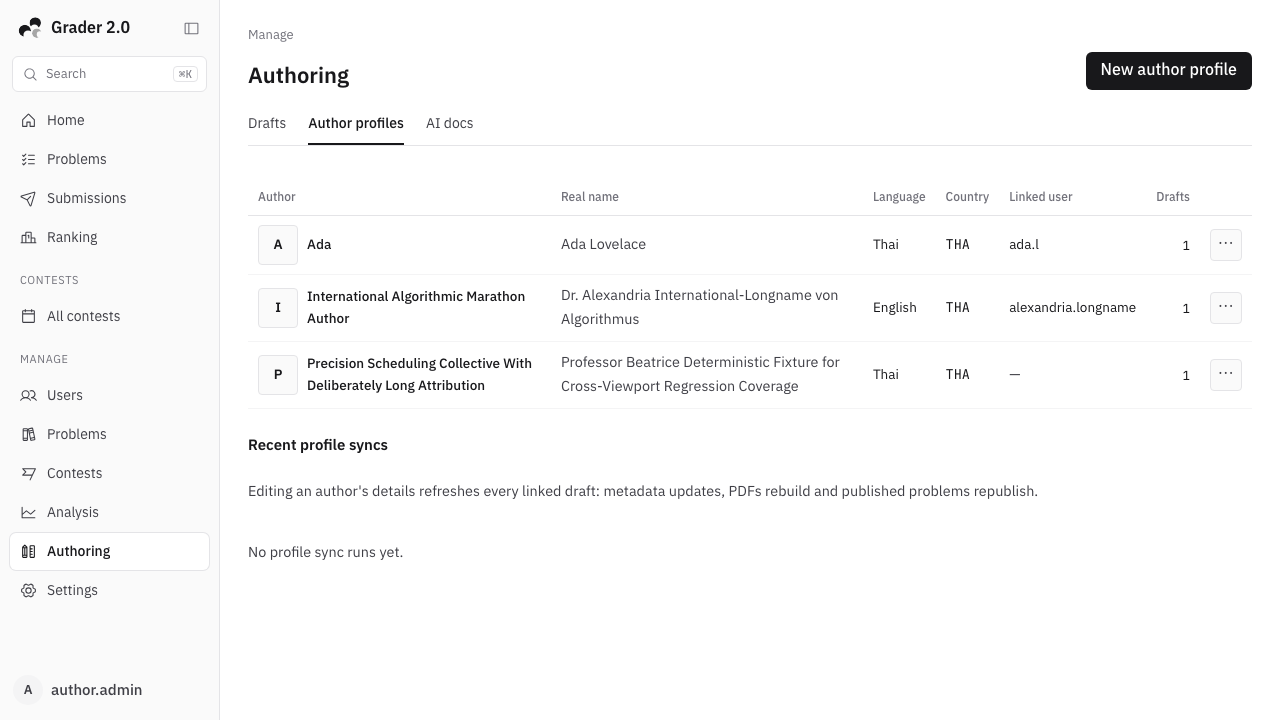 Grader 2.0
Search
⌘K
Home
Problems
Submissions
Ranking
CONTESTS
All contests
MANAGE
Users
Problems
Contests
Analysis
Authoring
Settings
A
author.admin
Manage
Authoring
New author profile
Drafts
Author profiles
AI docs
Author
Real name
Language
Country
Linked user
Drafts
A
Ada
Ada Lovelace
Thai
THA
ada.l
1
...
I
International Algorithmic Marathon
Author
Dr. Alexandria International-Longname von
Algorithmus
English
THA
alexandria.longname
1
...
P
Precision Scheduling Collective With
Deliberately Long Attribution
Professor Beatrice Deterministic Fixture for
Cross-Viewport Regression Coverage
Thai
THA
—
1
...
Recent profile syncs
Editing an author's details refreshes every linked draft: metadata updates, PDFs rebuild and published problems republish.
No profile sync runs yet.